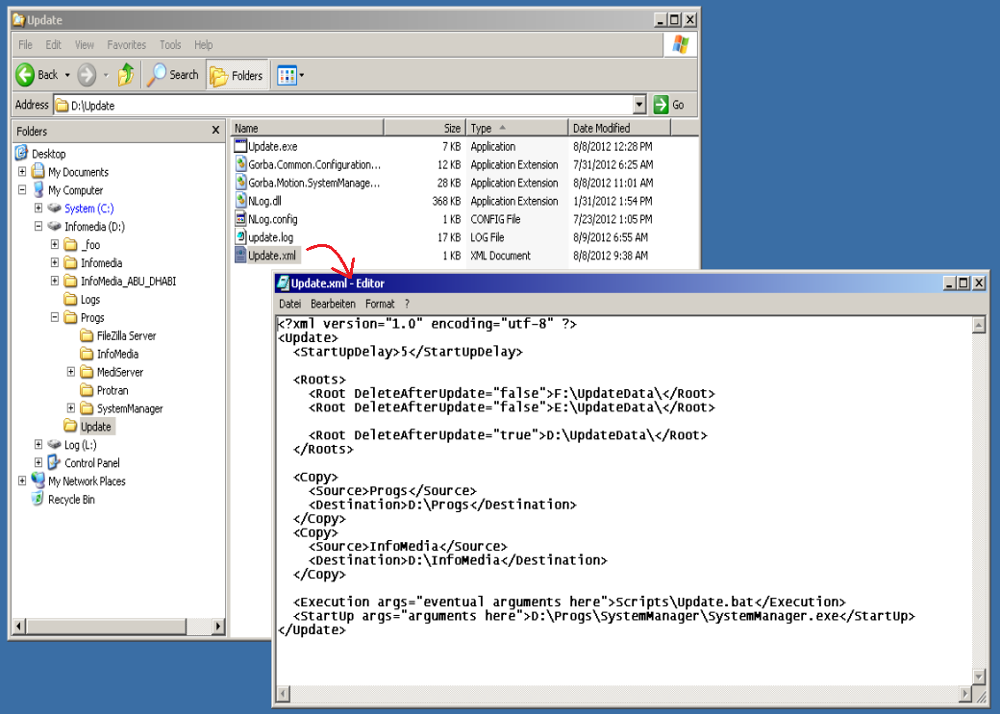 Update
File Edit View Favorites Tools Help
Back Search Folders
Address D:\Update Go
Folders X
Desktop
My Documents
My Computer
System (C:)
Infomedia (D:)
_foo
Infomedia
InfoMedia_ABU_DHABI
Logs
Progs
FileZilla Server
InfoMedia
MediServer
Protran
SystemManager
Update
Log (L:)
Control Panel
My Network Places
Recycle Bin
Name Size Type Date Modified
Update.exe 7 KB Application 8/8/2012 12:28 PM
Gorba.Common.Configuration... 12 KB Application Extension 7/31/2012 6:25 AM
Gorba.Motion.SystemManage... 28 KB Application Extension 8/8/2012 11:01 AM
NLog.dll 368 KB Application Extension 1/31/2012 1:54 PM
NLog.config 1 KB CONFIG File 7/23/2012 1:05 PM
update.log 17 KB LOG File 8/9/2012 6:55 AM
Update.xml 1 KB XML Document 8/8/2012 9:38 AM
Update.xml - Editor
Datei Bearbeiten Format ?
<?xml version="1.0" encoding="utf-8" ?>
<Update>
<StartUpDelay>5</StartUpDelay>
<Roots>
<Root DeleteAfterUpdate="false">F:\UpdateData\</Root>
<Root DeleteAfterUpdate="false">E:\UpdateData\</Root>
<Root DeleteAfterUpdate="true">D:\UpdateData\</Root>
</Roots>
<Copy>
<Source>Progs</Source>
<Destination>D:\Progs</Destination>
</Copy>
<Copy>
<Source>InfoMedia</Source>
<Destination>D:\InfoMedia</Destination>
</Copy>
<Execution args="eventual arguments here">Scripts\Update.bat</Execution>
<StartUp args="arguments here">D:\Progs\SystemManager\SystemManager.exe</StartUp>
</Update>